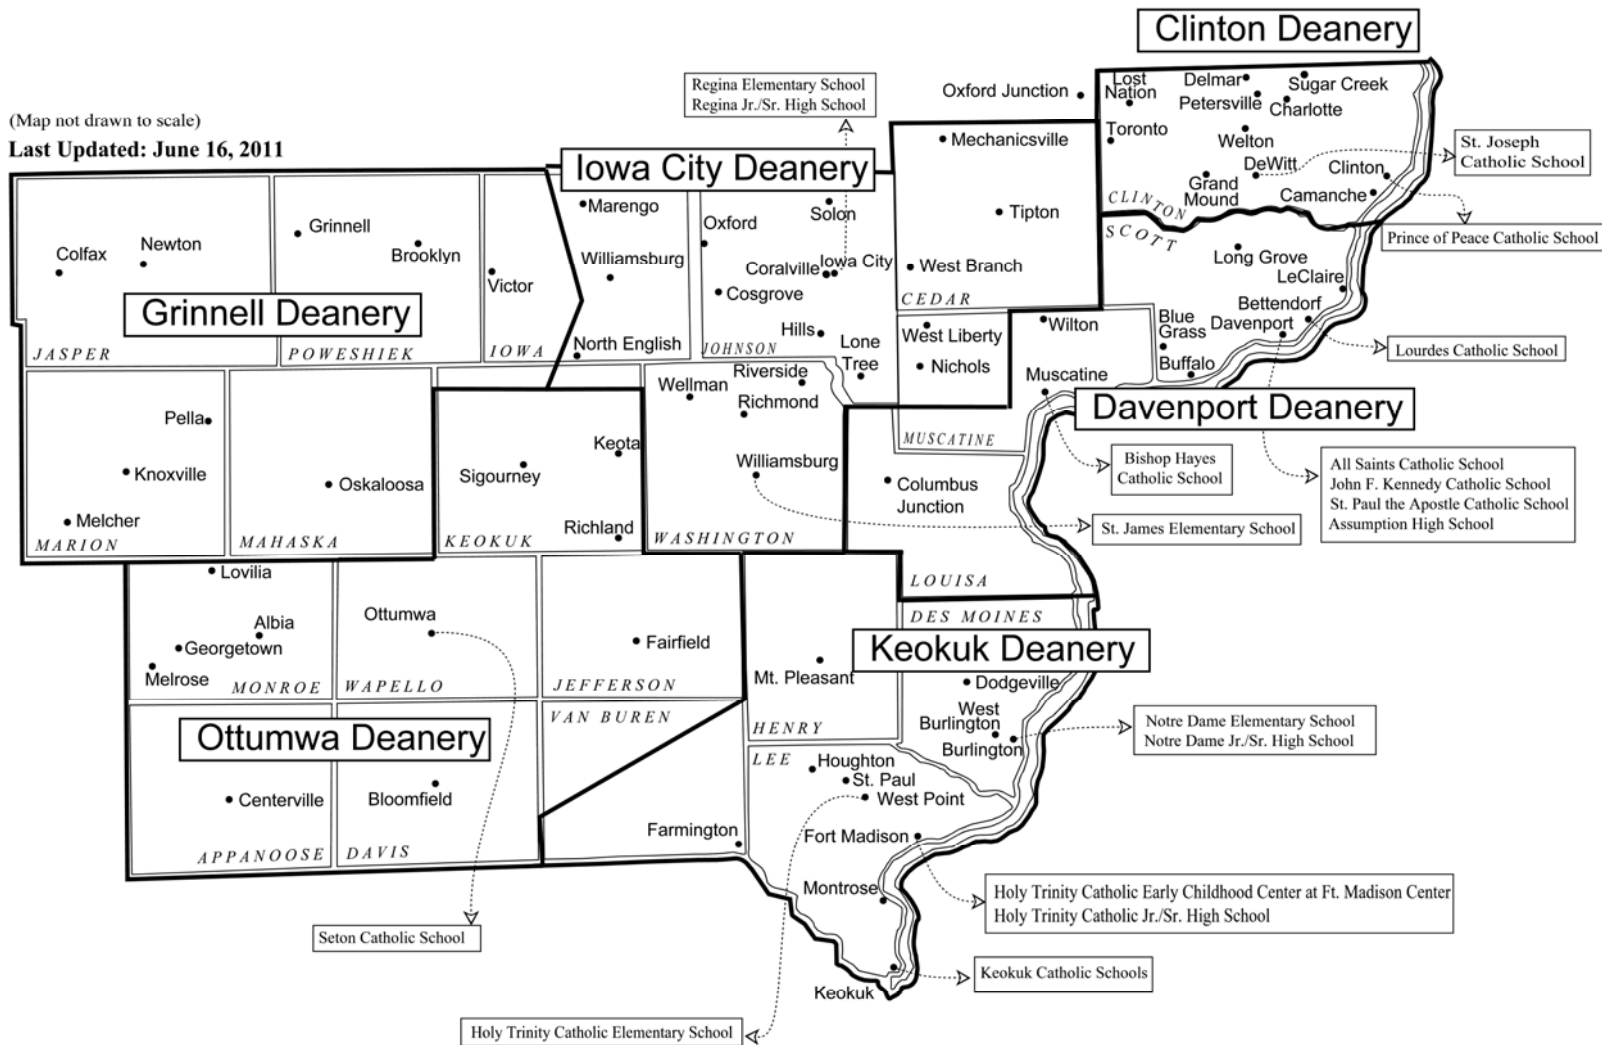 Clinton Deanery
Regina Elementary School
Regina Jr./Sr. High School
(Map not drawn to scale)
Last Updated: June 16, 2011
Oxford Junction
Lost
Nation
Delmar
Sugar Creek
Petersville
Charlotte
Toronto
Welton
DeWitt
Clinton
Grand
Mound
Camanche
CLINTON
St. Joseph
Catholic School
Prince of Peace Catholic School
Iowa City Deanery
Mechanicsville
Tipton
West Branch
CEDAR
Marengo
Oxford
Solon
Williamsburg
Coralville
Iowa City
Cosgrove
Hills
North English
JOHNSON
Lone
Tree
Grinnell
Brooklyn
Colfax
Newton
Victor
Grinnell Deanery
JASPER
POWESHIEK
IOWA
SCOTT
Long Grove
LeClaire
Bettendorf
Blue
Grass
Davenport
Buffalo
Lourdes Catholic School
West Liberty
Wilton
Nichols
Muscatine
MUSCATINE
Davenport Deanery
Bishop Hayes
Catholic School
All Saints Catholic School
John F. Kennedy Catholic School
St. Paul the Apostle Catholic School
Assumption High School
Wellman
Riverside
Richmond
Williamsburg
WASHINGTON
St. James Elementary School
Pella
Knoxville
Melcher
MARION
Oskaloosa
MAHASKA
Keota
Sigourney
Richland
KEOKUK
Columbus
Junction
LOUISA
Lovilia
Albia
Georgetown
Melrose
MONROE
Ottumwa
WAPELLO
Fairfield
JEFFERSON
Mt. Pleasant
HENRY
DES MOINES
Keokuk Deanery
Dodgeville
West
Burlington
Burlington
Notre Dame Elementary School
Notre Dame Jr./Sr. High School
Ottumwa Deanery
VAN BUREN
Centerville
APPANOOSE
Bloomfield
DAVIS
Farmington
LEE
Houghton
St. Paul
West Point
Fort Madison
Montrose
Keokuk
Holy Trinity Catholic Early Childhood Center at Ft. Madison Center
Holy Trinity Catholic Jr./Sr. High School
Keokuk Catholic Schools
Seton Catholic School
Holy Trinity Catholic Elementary School